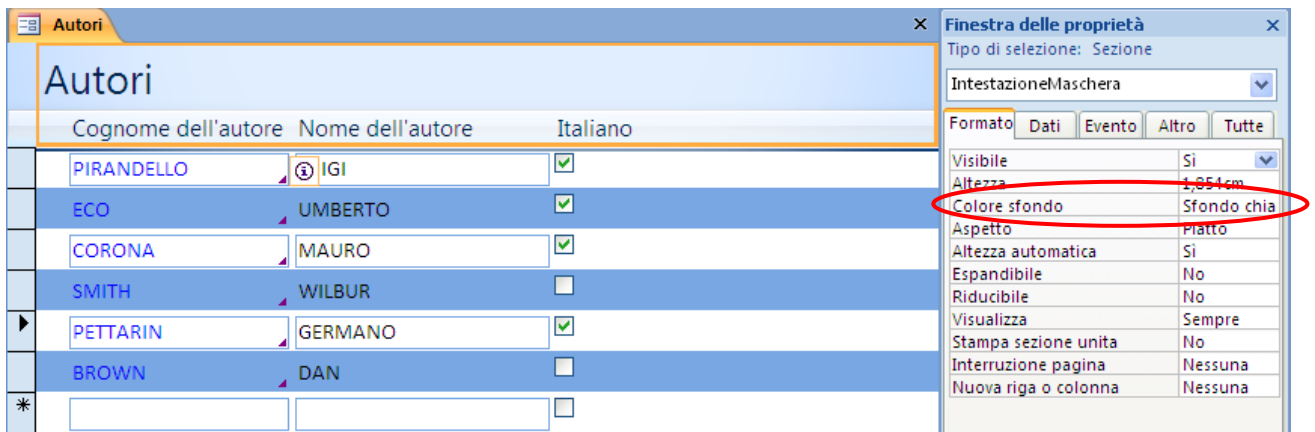 Autori
Autori
Cognome dell'autore Nome dell'autore Italiano
PIRANDELLO IGI
ECO UMBERTO
CORONA MAURO
SMITH WILBUR
PETTARIN GERMANO
BROWN DAN
Finestra delle proprietà
Tipo di selezione: Sezione
IntestazioneMaschera
Formato Dati Evento Altro Tutte
Visibile Sì
Altezza 1,854cm
Colore sfondo Sfondo chia
Aspetto Piatto
Altezza automatica Sì
Espandibile No
Riducibile No
Visualizza Sempre
Stampa sezione unita No
Interruzione pagina Nessuna
Nuova riga o colonna Nessuna